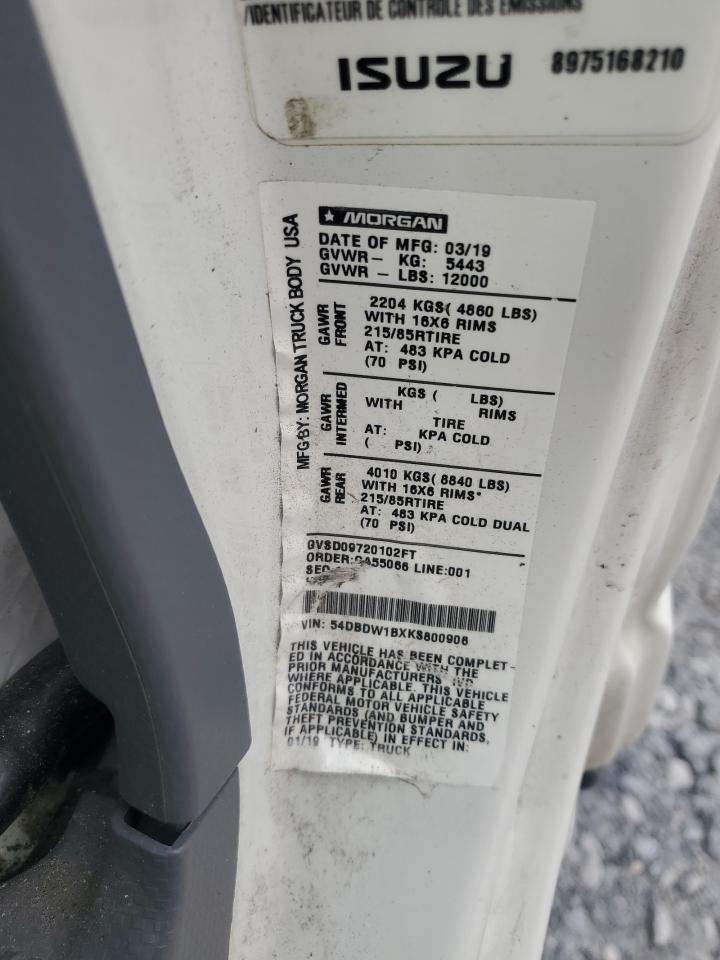 /IDENTIFICATEUR DE CONTRÔLE DES ÉMISSIONS
ISUZU 8975168210
MFG BY: MORGAN TRUCK BODY USA
MORGAN
DATE OF MFG: 03/19
GVWR- KG: 5443
GVWR - LBS: 12000
GAWR FRONT
2204 KGS( 4860 LBS)
WITH 16X6 RIMS
215/85RTIRE
AT: 483 KPA COLD
(70 PSI)
GAWR INTERMED
KGS ( LBS)
WITH RIMS
TIRE
AT: KPA COLD
( PSI)
GAWR REAR
4010 KGS( 8840 LBS)
WITH 16X6 RIMS*
215/85RTIRE
AT: 483 KPA COLD DUAL
(70 PSI)
GVSD09720102FT
ORDER: LINE:001
VIN: 54DBDW1BXKS800906
THIS VEHICLE HAS BEEN COMPLET-
ED IN ACCORDANCE WITH THE
PRIOR MANUFACTURERS IVD
WHERE APPLICABLE. THIS VEHICLE
CONFORMS TO ALL APPLICABLE
FEDERAL MOTOR VEHICLE SAFETY
STANDARDS (AND BUMPER AND
THEFT PREVENTION STANDARDS,
IF APPLICABLE) IN EFFECT IN:
01/19 TYPE: TRUCK